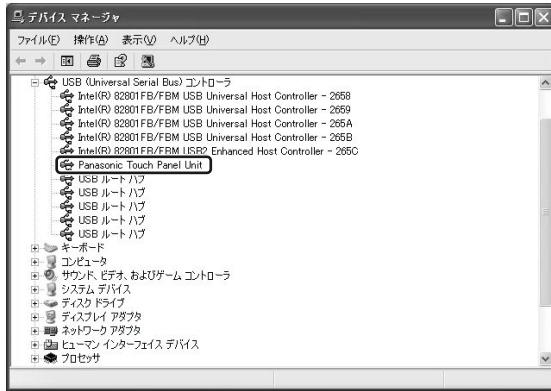 デバイス マネージャ
ファイル(F) 操作(A) 表示(V) ヘルプ(H)
USB (Universal Serial Bus) コントローラ
Intel(R) 82801FB/FBM USB Universal Host Controller - 2658
Intel(R) 82801FB/FBM USB Universal Host Controller - 2659
Intel(R) 82801FB/FBM USB Universal Host Controller - 265A
Intel(R) 82801FB/FBM USB Universal Host Controller - 265B
Intel(R) 82801FB/FBM USB2 Enhanced Host Controller - 265C
Panasonic Touch Panel Unit
USB ルート ハブ
USB ルート ハブ
USB ルート ハブ
USB ルート ハブ
USB ルート ハブ
キーボード
コンピュータ
サウンド、ビデオ、およびゲーム コントローラ
システム デバイス
ディスク ドライブ
ディスプレイ アダプタ
ネットワーク アダプタ
ヒューマン インターフェイス デバイス
プロセッサ